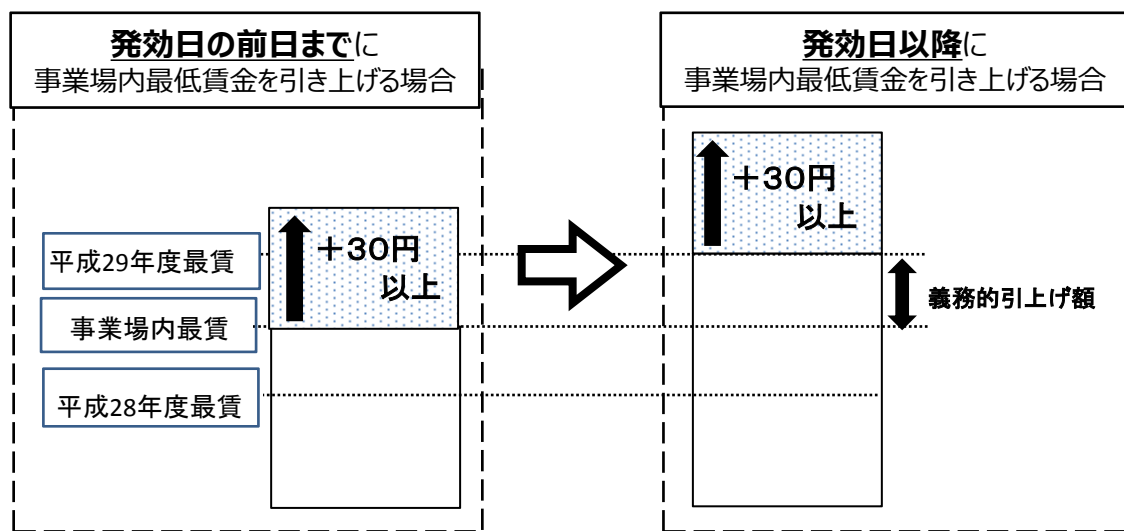 発効日の前日までに
事業場内最低賃金を引き上げる場合
発効日以降に
事業場内最低賃金を引き上げる場合
+30円
以上
+30円
以上
平成29年度最賃
事業場内最賃
平成28年度最賃
義務的引上げ額